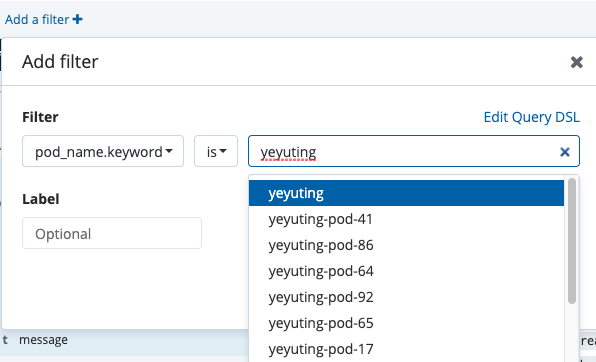 Add a filter +
Add filter ×
Filter Edit Query DSL
pod_name.keyword is yeyuting ×
yeyuting
Label
yeyuting-pod-41
Optional
yeyuting-pod-86
yeyuting-pod-64
yeyuting-pod-92
yeyuting-pod-65
t message
yeyuting-pod-17